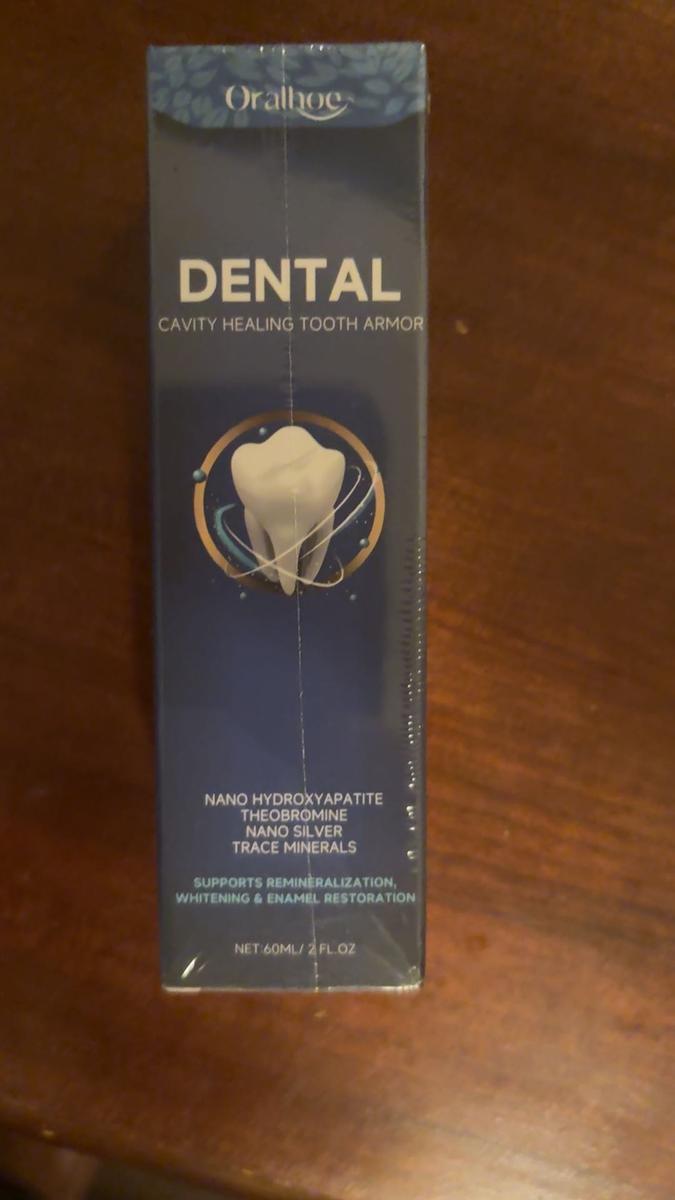 Oralhoe
DENTAL
CAVITY HEALING TOOTH ARMOR
NANO HYDROXYAPATITE
THEOBROMINE
NANO SILVER
TRACE MINERALS
SUPPORTS REMINERALIZATION,
WHITENING & ENAMEL RESTORATION
NET:60ML/ 2 FL.OZ